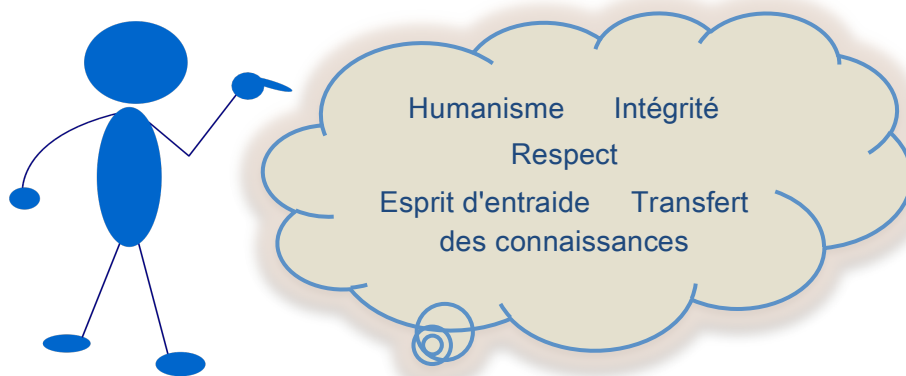 Humanisme Intégrité
Respect
Esprit d'entraide Transfert
des connaissances